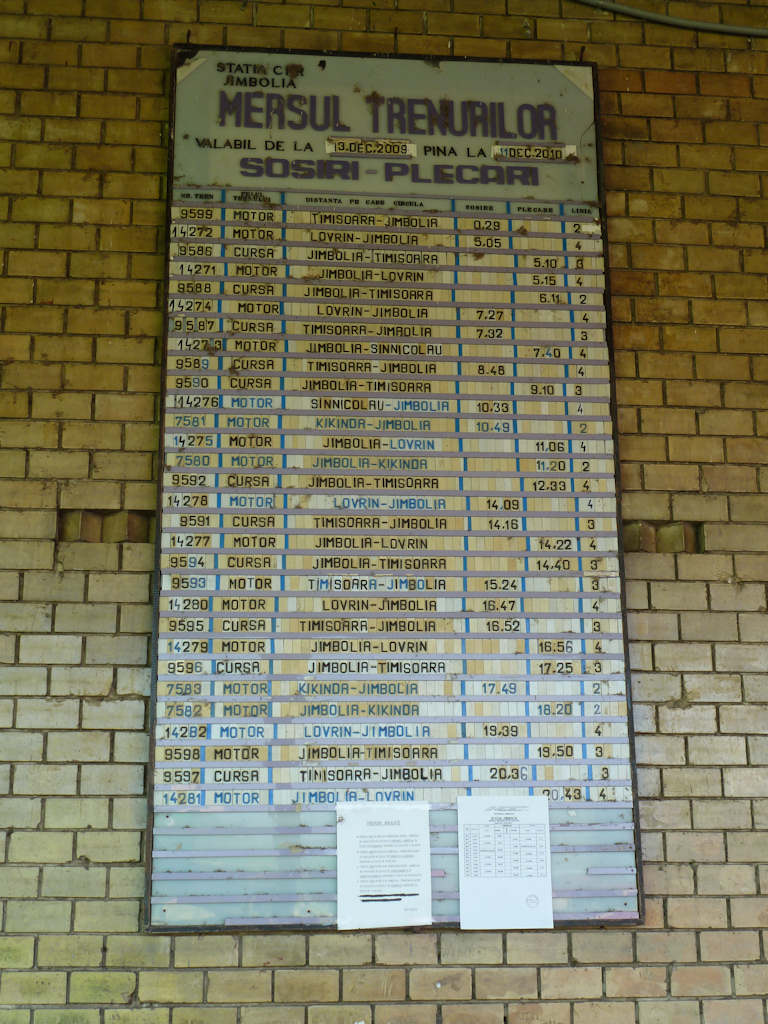 STATIA CFR
JIMBOLIA
MERSUL TRENURILOR
VALABIL DE LA 13.DEC.2009 PINA LA 11 DEC.2010
SOSIRI-PLECARI
NR.TREN FELUL TRENULUI DISTANTA PE CARE CIRCULA SOSIRE PLECARE LINIA
9599 MOTOR TIMISOARA-JIMBOLIA 0.29 2
14272 MOTOR LOVRIN-JIMBOLIA 5.05 4
9586 CURSA JIMBOLIA-TIMISOARA 5.10 3
14271 MOTOR JIMBOLIA-LOVRIN 5.15 4
9588 CURSA JIMBOLIA-TIMISOARA 6.11 2
14274 MOTOR LOVRIN-JIMBOLIA 7.27 4
9587 CURSA TIMISOARA-JIMBOLIA 7.32 3
14273 MOTOR JIMBOLIA-SINNICOLAU 7.40 4
9589 CURSA TIMISOARA-JIMBOLIA 8.48 4
9590 CURSA JIMBOLIA-TIMISOARA 9.10 3
14276 MOTOR SINNICOLAU-JIMBOLIA 10.33 4
7581 MOTOR KIKINDA-JIMBOLIA 10.49 2
14275 MOTOR JIMBOLIA-LOVRIN 11.06 4
7580 MOTOR JIMBOLIA-KIKINDA 11.20 2
9592 CURSA JIMBOLIA-TIMISOARA 12.33 4
14278 MOTOR LOVRIN-JIMBOLIA 14.09 4
9591 CURSA TIMISOARA-JIMBOLIA 14.16 3
14277 MOTOR JIMBOLIA-LOVRIN 14.22 4
9594 CURSA JIMBOLIA-TIMISOARA 14.40 3
9593 MOTOR TIMISOARA-JIMBOLIA 15.24 3
14280 MOTOR LOVRIN-JIMBOLIA 16.47 4
9595 CURSA TIMISOARA-JIMBOLIA 16.52 3
14279 MOTOR JIMBOLIA-LOVRIN 16.56 4
9596 CURSA JIMBOLIA-TIMISOARA 17.25 3
7583 MOTOR KIKINDA-JIMBOLIA 17.49 2
7582 MOTOR JIMBOLIA-KIKINDA 18.20 2
14282 MOTOR LOVRIN-JIMBOLIA 19.39 4
9598 MOTOR JIMBOLIA-TIMISOARA 19.50 3
9597 CURSA TIMISOARA-JIMBOLIA 20.36 3
14281 MOTOR JIMBOLIA-LOVRIN 20.43 4